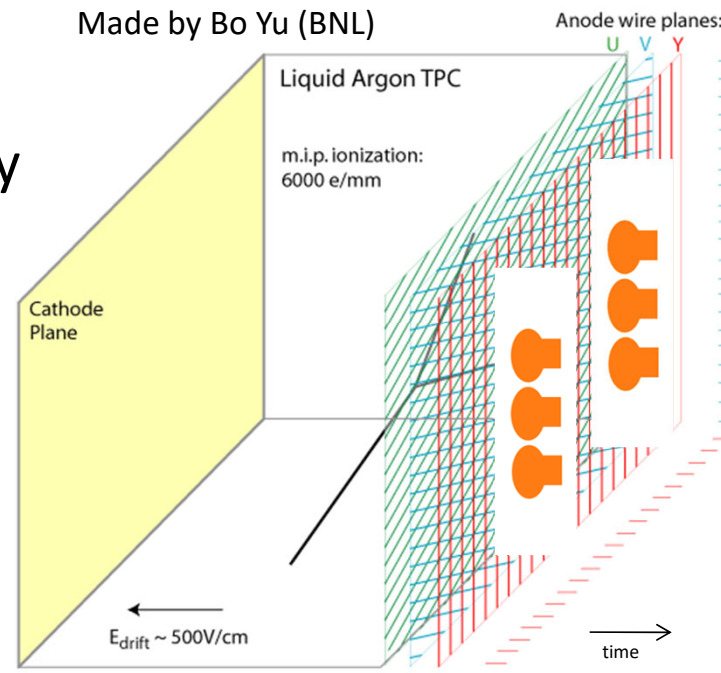 Made by Bo Yu (BNL)
Anode wire planes:
U V Y
Liquid Argon TPC
y
m.i.p. ionization:
6000 e/mm
Cathode
Plane
E_drift ~ 500V/cm
time